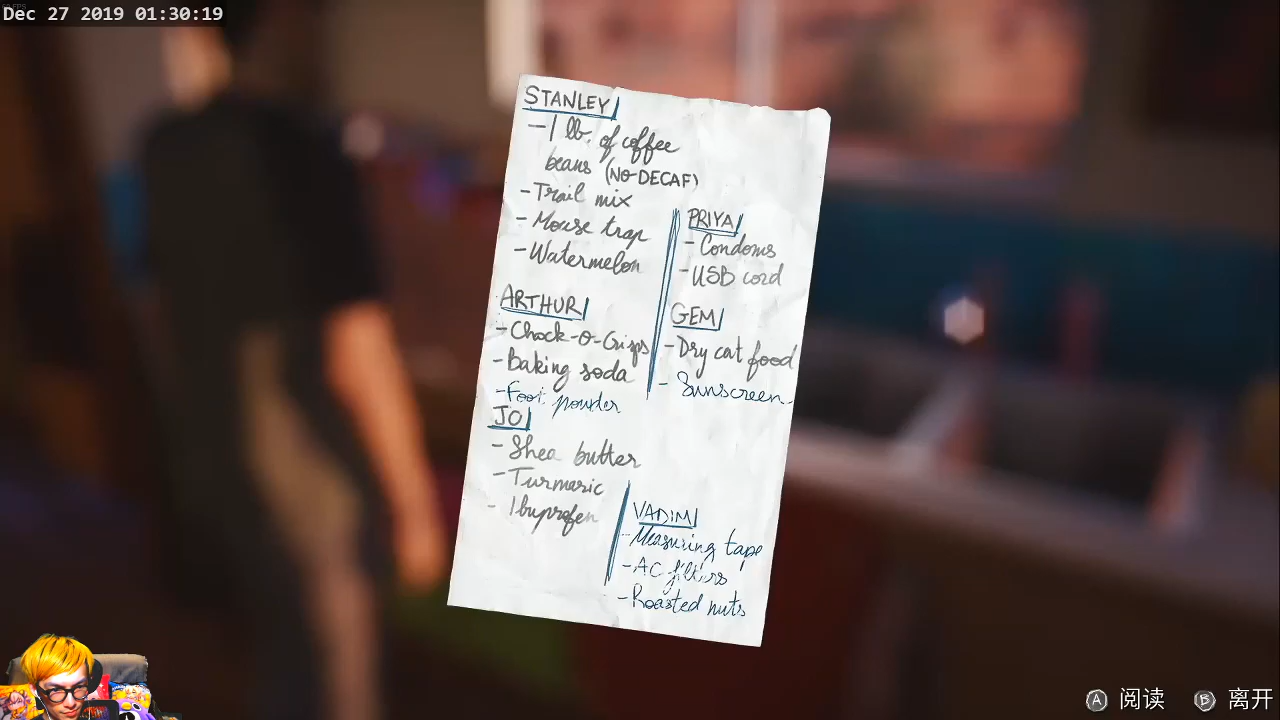 Dec 27 2019 01:30:19
STANLEY
- 1 lb. of coffee
beans (NO DECAF)
- Trail mix
- Mouse trap
- Watermelon
ARTHUR
- Chock-O-Crisps
- Baking soda
- Foot powder
JO
- Shea butter
- Turmeric
- Ibuprofen
PRIYA
- Condoms
- USB cord
GEM
- Dry cat food
- Sunscreen
VADIM
- Measuring tape
- AC filters
- Roasted nuts
A 阅读 B 离开